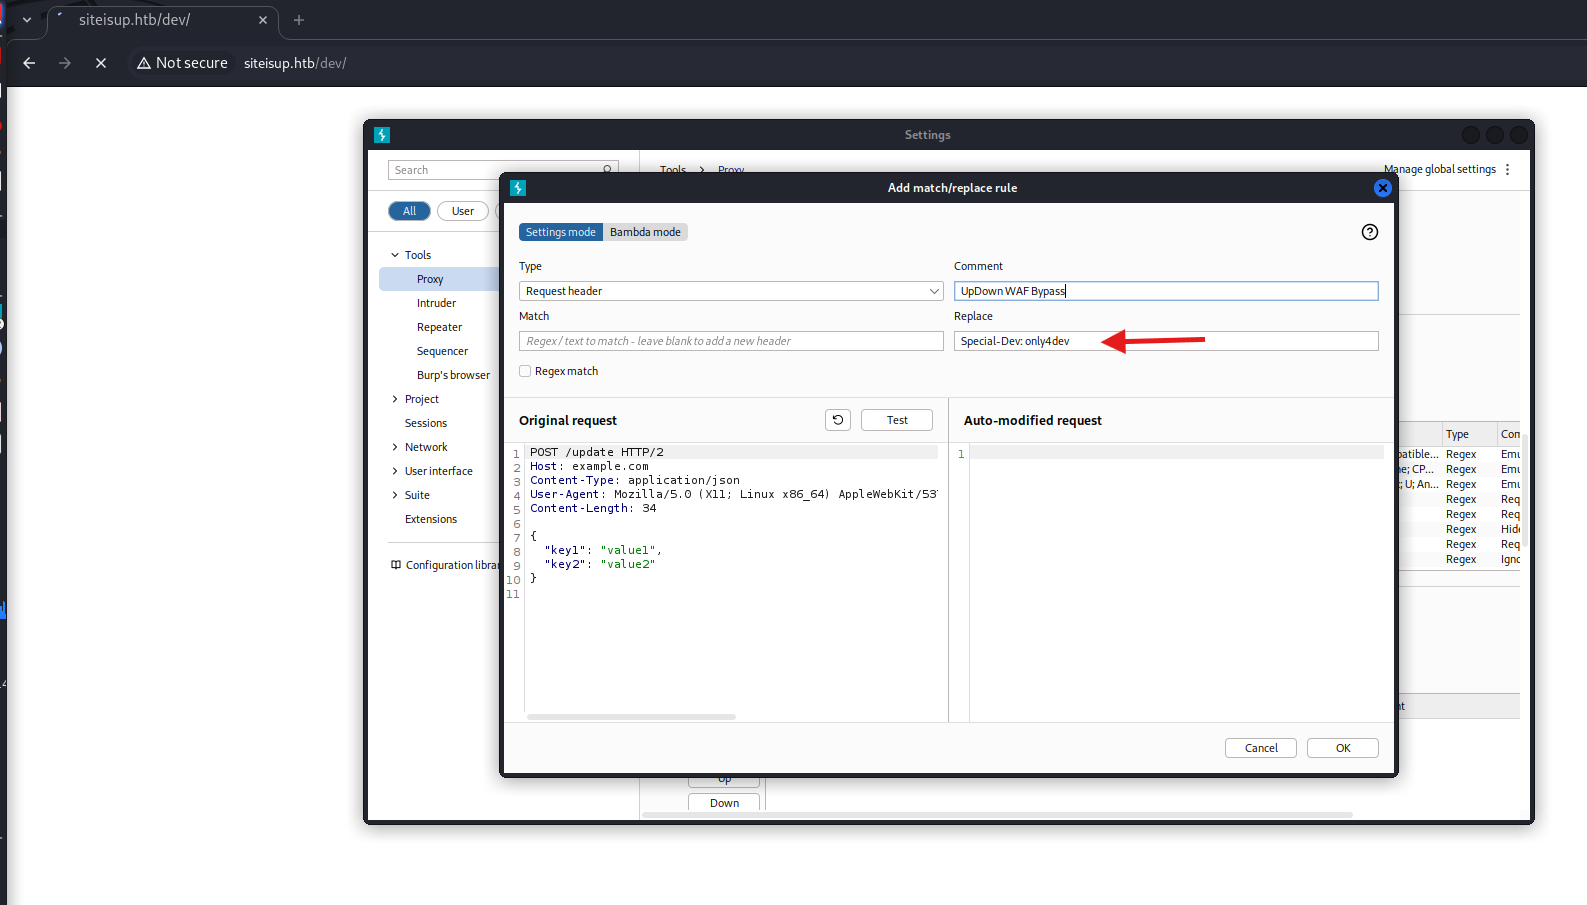 siteisup.htb/dev/
Not secure siteisup.htb/dev/
Settings
Search
Tools > Proxy
Manage global settings
Add match/replace rule
All User
Settings mode Bambda mode
Tools
Proxy
Intruder
Repeater
Sequencer
Burp's browser
Project
Sessions
Network
User interface
Suite
Extensions
Configuration librar
Type
Comment
Request header
UpDown WAF Bypass
Match
Replace
Regex / text to match - leave blank to add a new header
Special-Dev: only4dev
Regex match
Original request
Test
Auto-modified request
1 POST /update HTTP/2
2 Host: example.com
3 Content-Type: application/json
4 User-Agent: Mozilla/5.0 (X11; Linux x86_64) AppleWebKit/537
5 Content-Length: 34
6
7 {
8 "key1": "value1",
9 "key2": "value2"
10 }
11
1
Type Com
patible... Regex Emu
ne; CP... Regex Emu
; U; An... Regex Emu
Regex Req
Regex Req
Regex Hide
Regex Req
Regex Igno
nt
Cancel OK
Up
Down